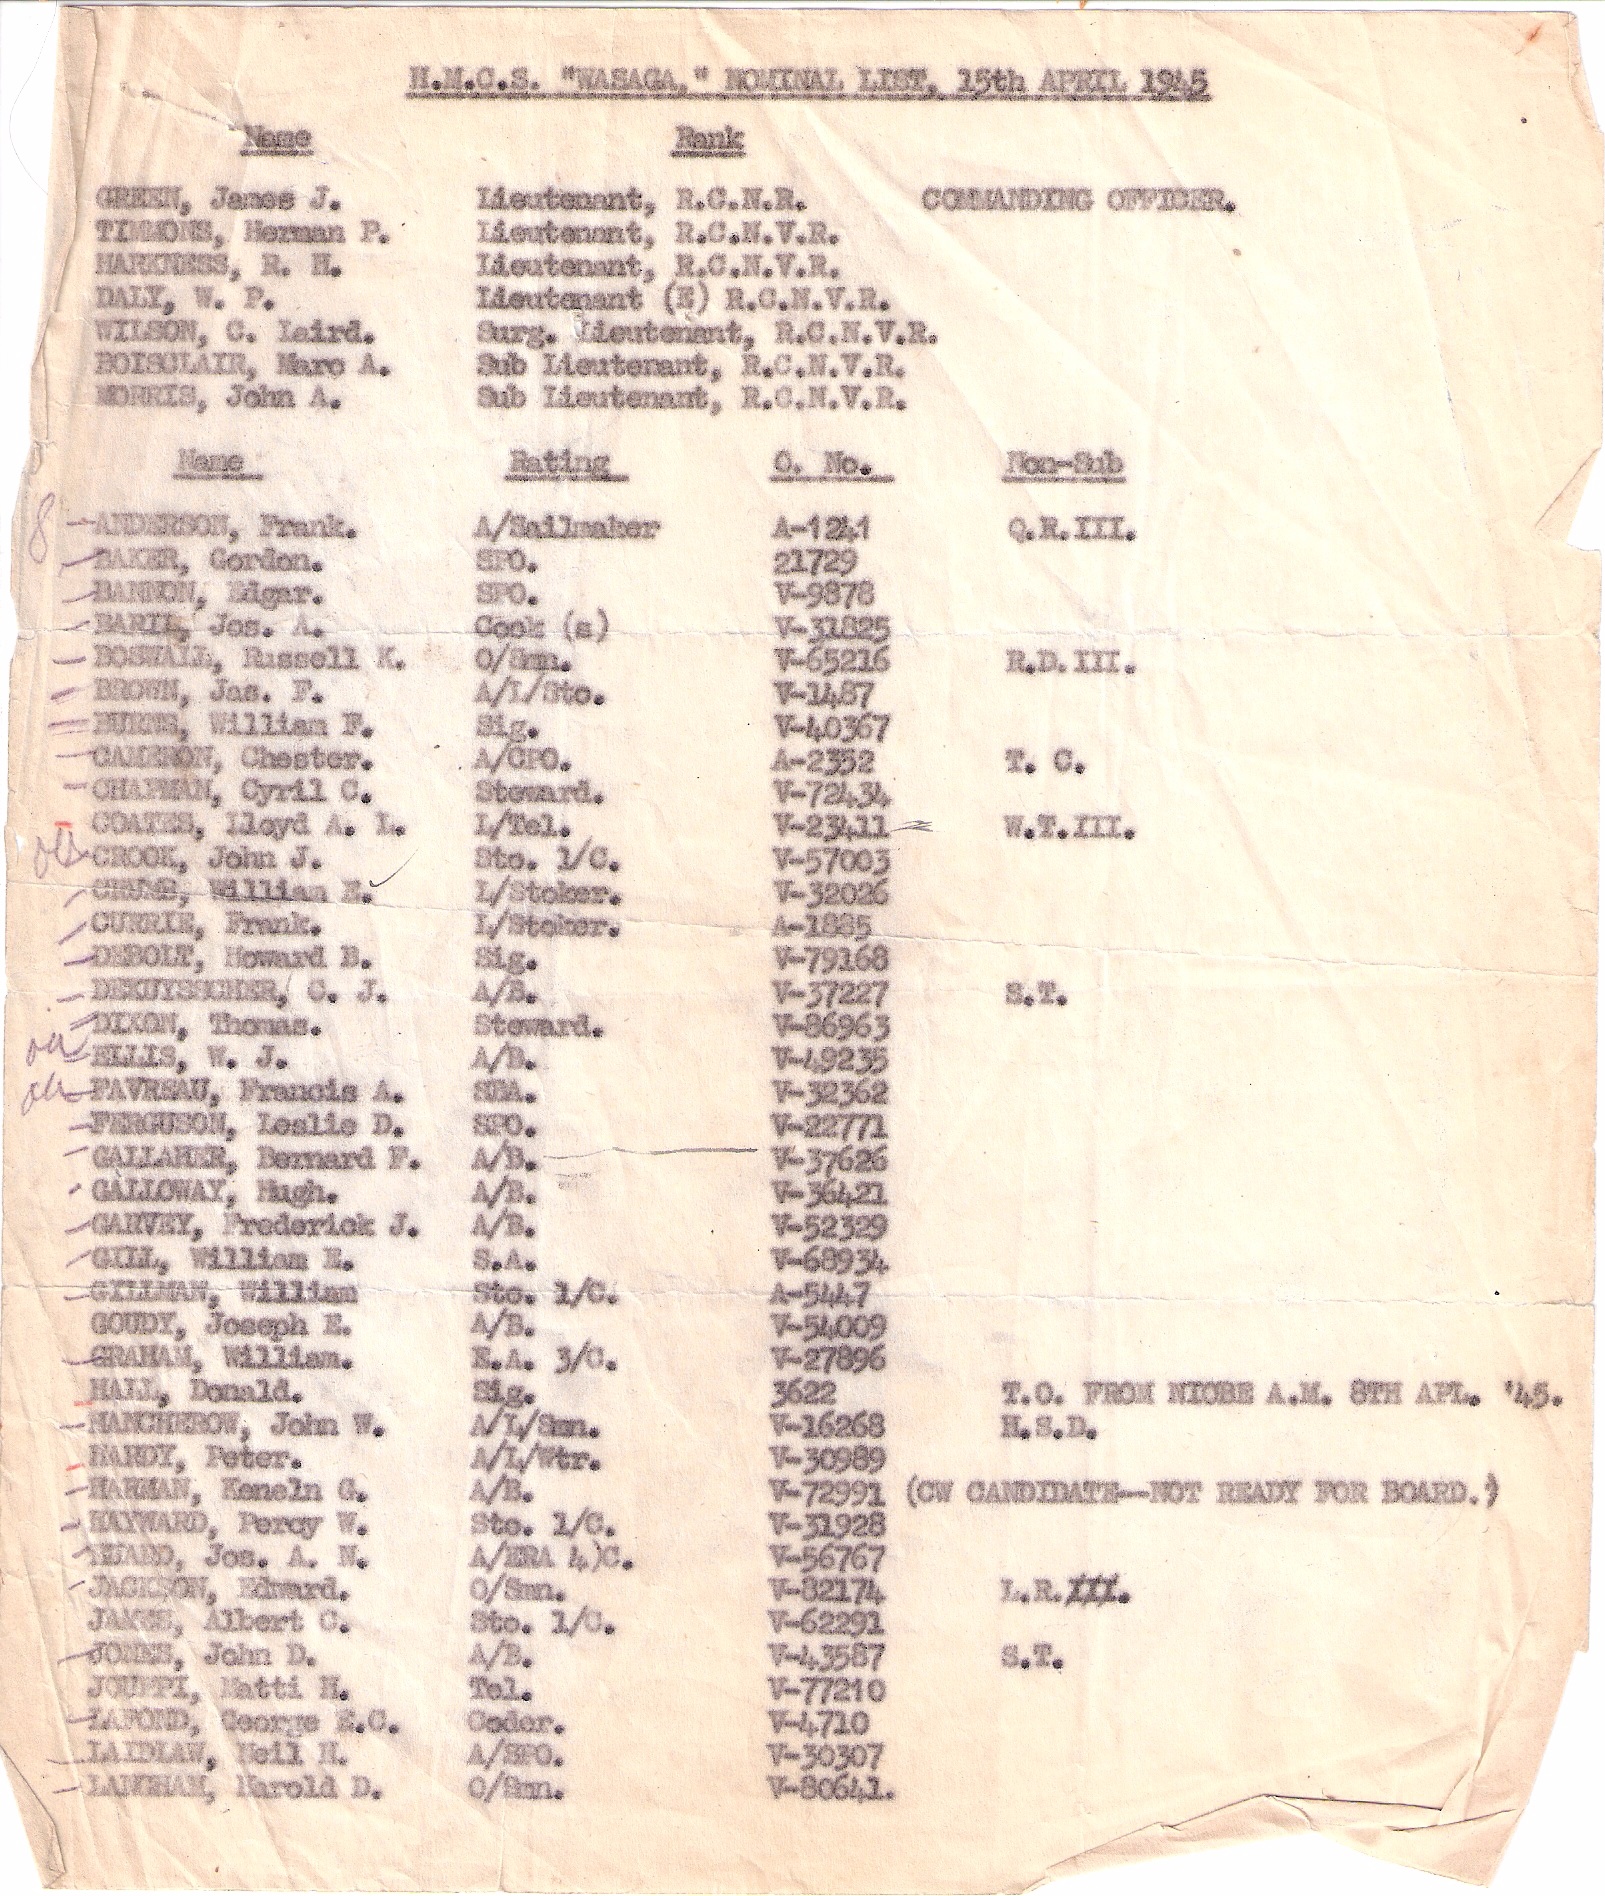 H.M.C.S. "WASAGA," NOMINAL LIST, 15th APRIL 1945
Name Rank
GREEN, James J. Lieutenant, R.C.N.R. COMMANDING OFFICER.
TIMMONS, Herman P. Lieutenant, R.C.N.V.R.
HARKNESS, R. H. Lieutenant, R.C.N.V.R.
DALY, W. P. Lieutenant (E) R.C.N.V.R.
WILSON, C. Laird. Surg. Lieutenant, R.C.N.V.R.
BOISCLAIR, Marc A. Sub Lieutenant, R.C.N.V.R.
MORRIS, John A. Sub Lieutenant, R.C.N.V.R.
Name Rating O. No. Non-Sub
8 ANDERSON, Frank. A/Sailmaker A-1241 Q.R.III.
BAKER, Gordon. SPO. 21729
BANNON, Edgar. SPO. V-9878
BARIL, Jos. A. Cook (s) V-31825
BOSWALL, Russell K. O/Smn. V-65216 R.D.III.
BROWN, Jas. F. A/L/Sto. V-1487
BURNS, William F. Sig. V-40367
CAMERON, Chester. A/CPO. A-2352 T. C.
CHAPMAN, Cyril C. Steward. V-72434
COATES, Lloyd A. L. L/Tel. V-23411 W.T.III.
CROOK, John J. Sto. 1/C. V-57003
William E. L/Stoker. V-32026
CURRIE, Frank. L/Stoker. A-1885
DEBOLT, Howard B. Sig. V-79168
DEKUYSSCHER, C. J. A/B. V-37227 S.T.
DIXON, Thomas. Steward. V-86963
ELLIS, W. J. A/B. V-49235
FAVREAU, Francis A. SBA. V-32362
FERGUSON, Leslie D. SPO. V-22771
GALLAHER, Bernard F. A/B. V-37626
GALLOWAY, Hugh. A/B. V-36421
GARVEY, Frederick J. A/B. V-52329
GILL, William E. S.A. V-68934
GILLMAN, William Sto. 1/C. A-5447
GOUDY, Joseph E. A/B. V-54009
GRAHAM, William. E.A. 3/C. V-27896
HALL, Donald. Sig. 3622 T.O. FROM NIOBE A.M. 8TH APL. '45.
HANCHEROW, John W. A/L/Smn. V-16268 H.S.D.
HARDY, Peter. A/L/Wtr. V-30989
HARMAN, Keneln G. A/B. V-72991 (CW CANDIDATE--NOT READY FOR BOARD.)
HAYWARD, Percy W. Sto. 1/C. V-31928
Jos. A. N. A/ERA 4)C. V-56767
JACKSON, Edward. O/Smn. V-82174 L.R.III.
JAMES, Albert C. Sto. 1/C. V-62291
JONES, John D. A/B. V-43587 S.T.
JOUPPI, Matti H. Tel. V-77210
LAFOND, George E.C. Coder. V-4710
LAIDLAW, Neil H. A/SPO. V-30307
LANGHAM, Harold D. O/Smn. V-80641.